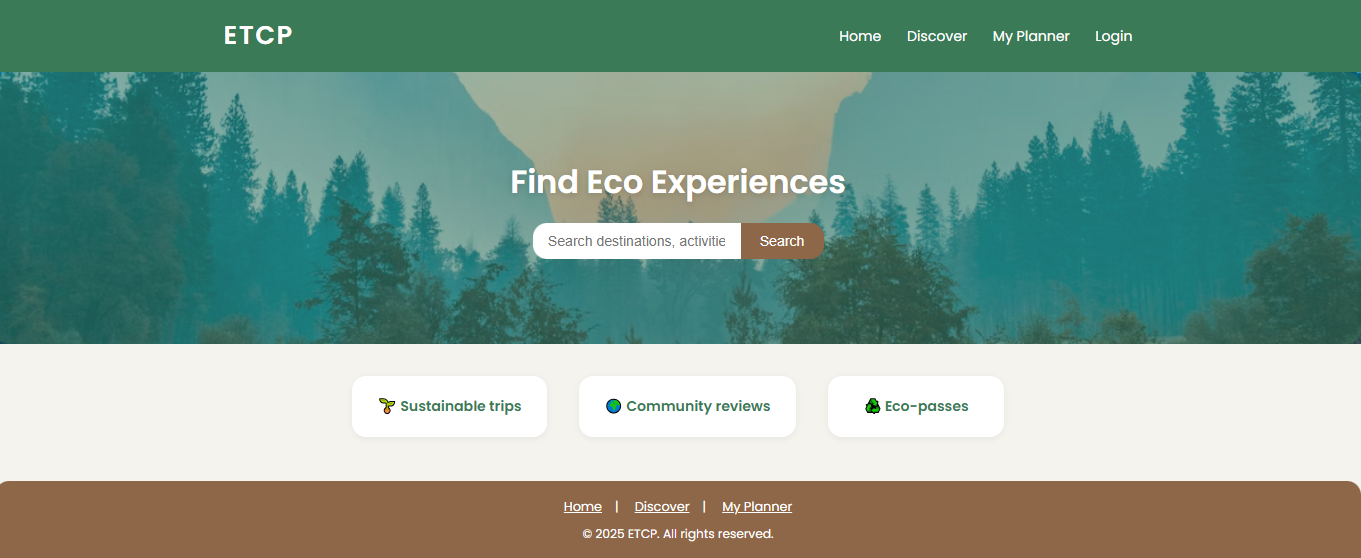 ETCP
Home Discover My Planner Login
Find Eco Experiences
Search destinations, activitie Search
Sustainable trips Community reviews Eco-passes
Home | Discover | My Planner
© 2025 ETCP. All rights reserved.